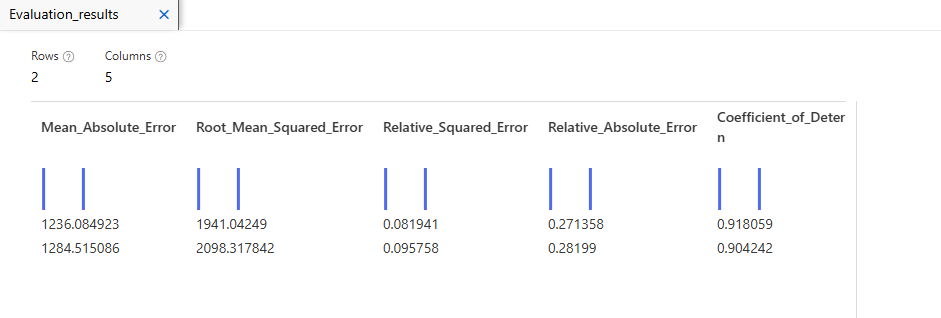 Evaluation_results
Rows Columns
2 5
Mean_Absolute_Error Root_Mean_Squared_Error Relative_Squared_Error Relative_Absolute_Error Coefficient_of_Deter
n
1236.084923 1941.04249 0.081941 0.271358 0.918059
1284.515086 2098.317842 0.095758 0.28199 0.904242